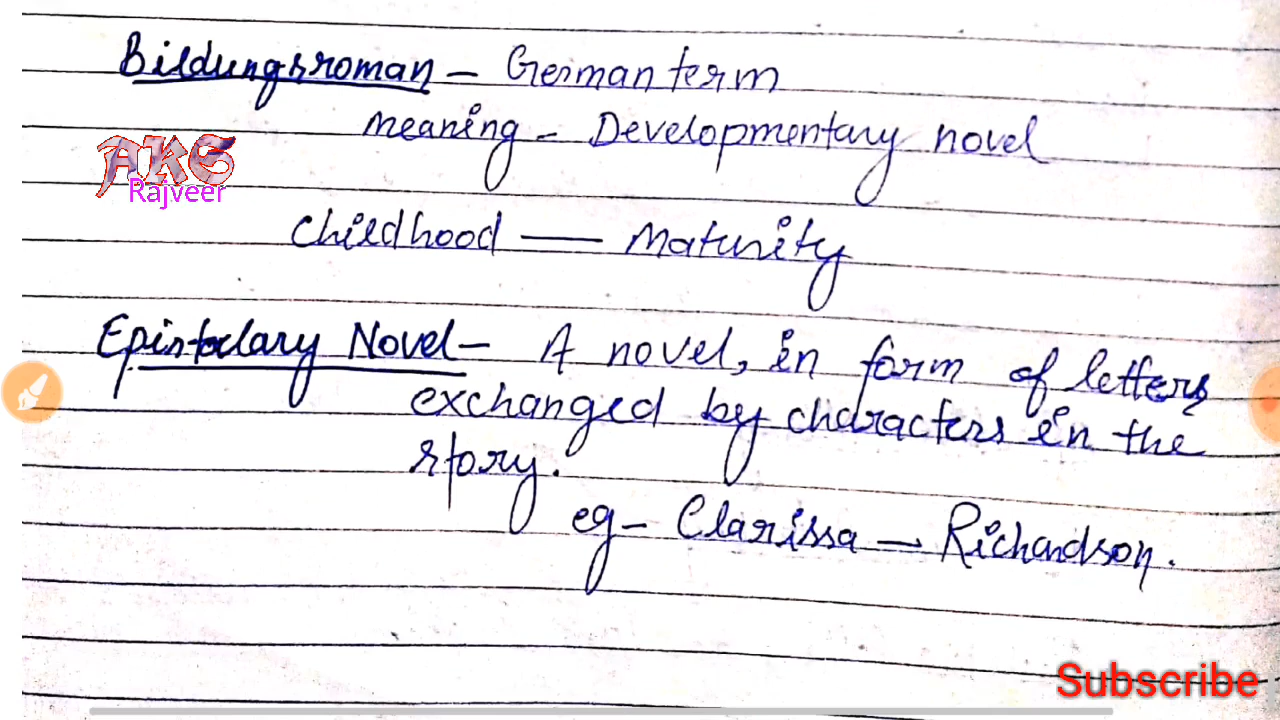 Bildungsroman – German term
meaning – Developmentary novel
AKS
Rajveer
Childhood — Maturity
Epistolary Novel – A novel, in form of letters
exchanged by characters in the
story.
eg – Clarissa – Richardson.
Subscribe